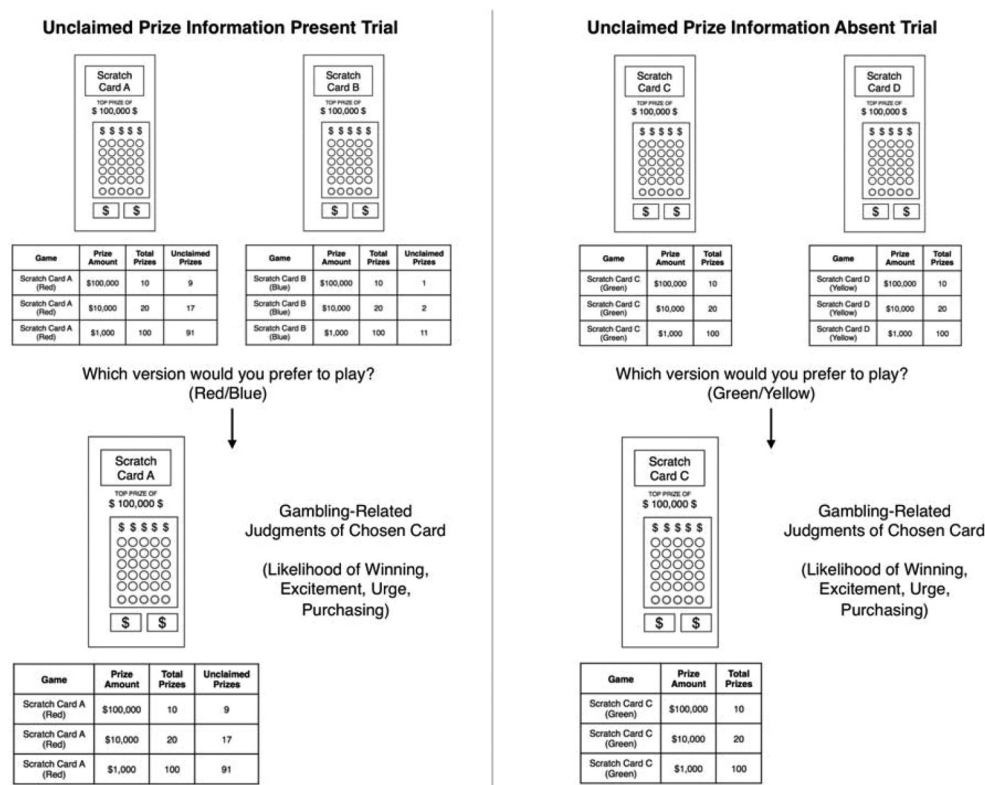 Unclaimed Prize Information Present Trial
Scratch
Card A
TOP PRIZE OF
$ 100,000 $
$ $ $ $ $
$ $
Scratch
Card B
TOP PRIZE OF
$ 100,000 $
$ $ $ $ $
$ $
Game Prize Amount Total Prizes Unclaimed Prizes
Scratch Card A (Red) $100,000 10 9
Scratch Card A (Red) $10,000 20 17
Scratch Card A (Red) $1,000 100 91
Game Prize Amount Total Prizes Unclaimed Prizes
Scratch Card B (Blue) $100,000 10 1
Scratch Card B (Blue) $10,000 20 2
Scratch Card B (Blue) $1,000 100 11
Which version would you prefer to play?
(Red/Blue)
Scratch
Card A
TOP PRIZE OF
$ 100,000 $
$ $ $ $ $
$ $
Gambling-Related
Judgments of Chosen Card
(Likelihood of Winning,
Excitement, Urge,
Purchasing)
Game Prize Amount Total Prizes Unclaimed Prizes
Scratch Card A (Red) $100,000 10 9
Scratch Card A (Red) $10,000 20 17
Scratch Card A (Red) $1,000 100 91
Unclaimed Prize Information Absent Trial
Scratch
Card C
TOP PRIZE OF
$ 100,000 $
$ $ $ $ $
$ $
Scratch
Card D
TOP PRIZE OF
$ 100,000 $
$ $ $ $ $
$ $
Game Prize Amount Total Prizes
Scratch Card C (Green) $100,000 10
Scratch Card C (Green) $10,000 20
Scratch Card C (Green) $1,000 100
Game Prize Amount Total Prizes
Scratch Card D (Yellow) $100,000 10
Scratch Card D (Yellow) $10,000 20
Scratch Card D (Yellow) $1,000 100
Which version would you prefer to play?
(Green/Yellow)
Scratch
Card C
TOP PRIZE OF
$ 100,000 $
$ $ $ $ $
$ $
Gambling-Related
Judgments of Chosen Card
(Likelihood of Winning,
Excitement, Urge,
Purchasing)
Game Prize Amount Total Prizes
Scratch Card C (Green) $100,000 10
Scratch Card C (Green) $10,000 20
Scratch Card C (Green) $1,000 100